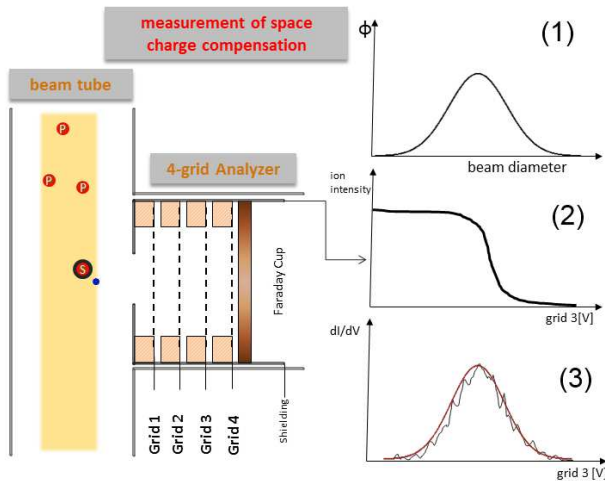 measurement of space
charge compensation
beam tube
P
P
P
S
4-grid Analyzer
Grid 1
Grid 2
Grid 3
Grid 4
shielding
Faraday Cup
Φ
(1)
beam diameter
ion
intensity
(2)
grid 3[V]
dI/dV
(3)
grid 3 [V]